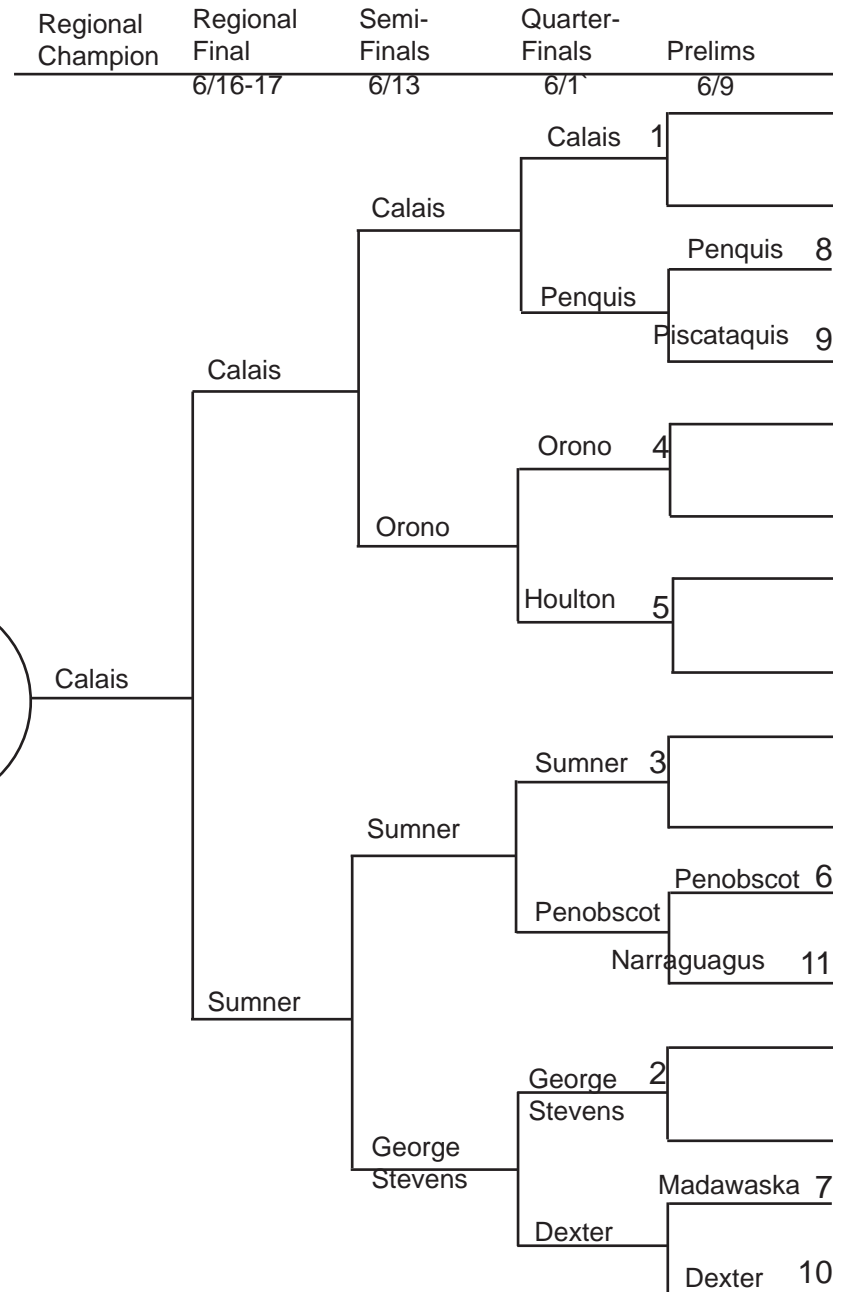 Regional
Champion
Regional
Final
Semi-
Finals
Quarter-
Finals
Prelims
6/16-17
6/13
6/1`
6/9
Calais 1
Calais
Penquis 8
Penquis
Piscataquis 9
Calais
Orono 4
Orono
Houlton 5
Calais
Sumner 3
Sumner
Penobscot 6
Penobscot
Narraguagus 11
Sumner
George 2
Stevens
George
Stevens
Madawaska 7
Dexter
Dexter 10